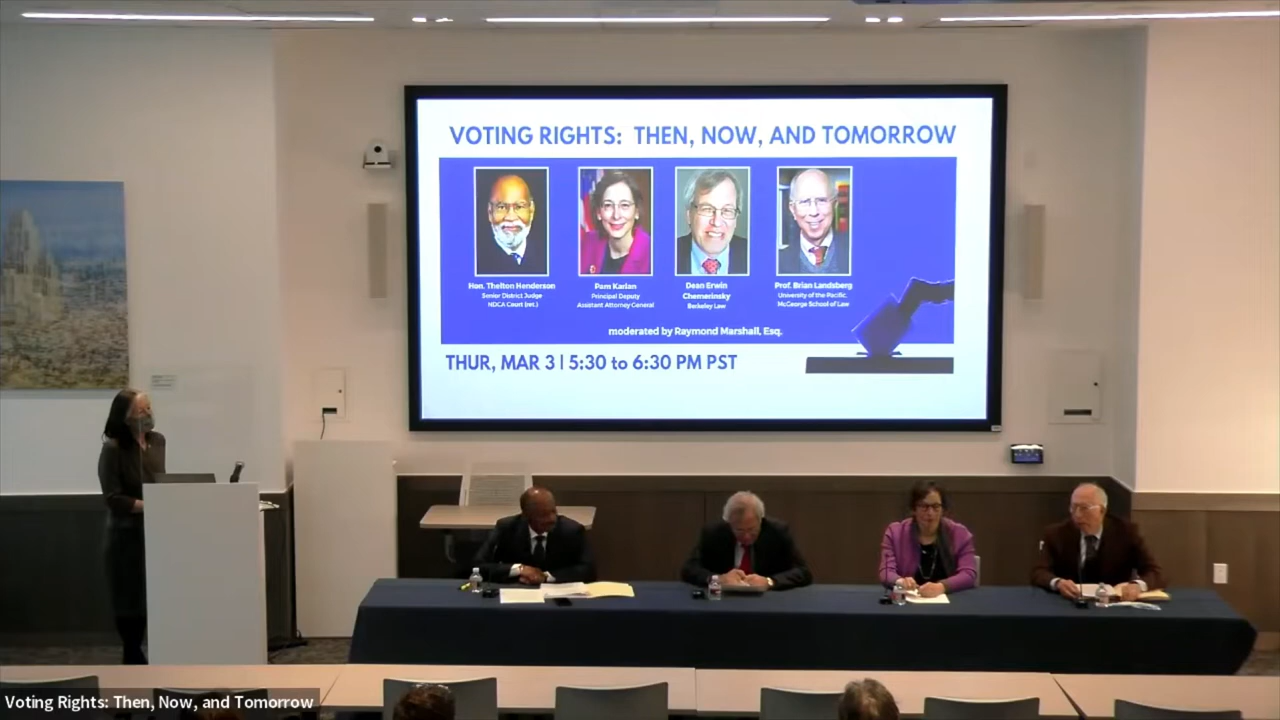 VOTING RIGHTS: THEN, NOW, AND TOMORROW
Hon. Thelton Henderson
Senior District Judge
NDCA Court (ret.)
Pam Karlan
Principal Deputy
Assistant Attorney General
Dean Erwin
Chemerinsky
Berkeley Law
Prof. Brian Landsberg
University of the Pacific,
McGeorge School of Law
moderated by Raymond Marshall, Esq.
THUR, MAR 3 | 5:30 to 6:30 PM PST
Voting Rights: Then, Now, and Tomorrow